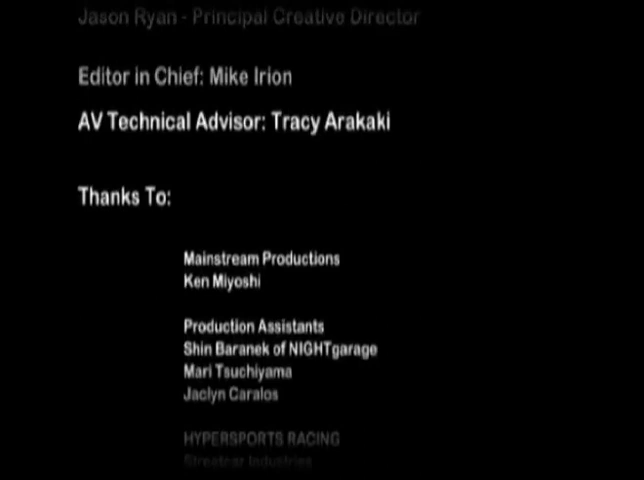 Jason Ryan - Principal Creative Director
Editor in Chief: Mike Irion
AV Technical Advisor: Tracy Arakaki
Thanks To:
Mainstream Productions
Ken Miyoshi
Production Assistants
Shin Baranek of NIGHTgarage
Mari Tsuchiyama
Jaclyn Caralos
HYPERSPORTS RACING
Industries